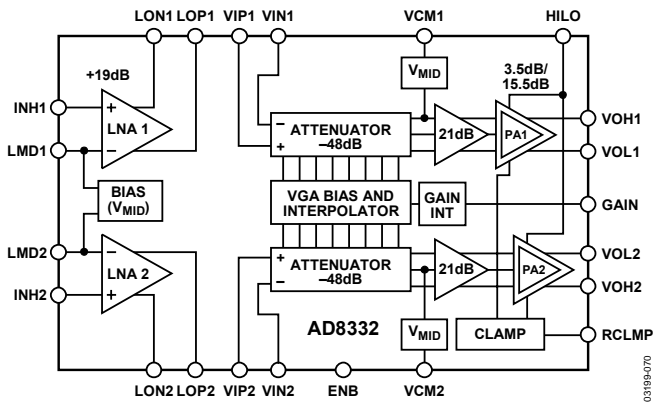 LON1 LOP1 VIP1 VIN1 VCM1 HILO
+19dB
VMID
3.5dB/
15.5dB
INH1
+
LNA 1
–
LMD1
–
+
ATTENUATOR
–48dB
21dB
PA1
VOH1
VOL1
BIAS
(VMID)
VGA BIAS AND
INTERPOLATOR
GAIN
INT
GAIN
LMD2
–
LNA 2
+
INH2
+
–
ATTENUATOR
–48dB
21dB
PA2
VOL2
VOH2
AD8332
VMID
CLAMP
RCLMP
LON2 LOP2 VIP2 VIN2 ENB VCM2
03199-070